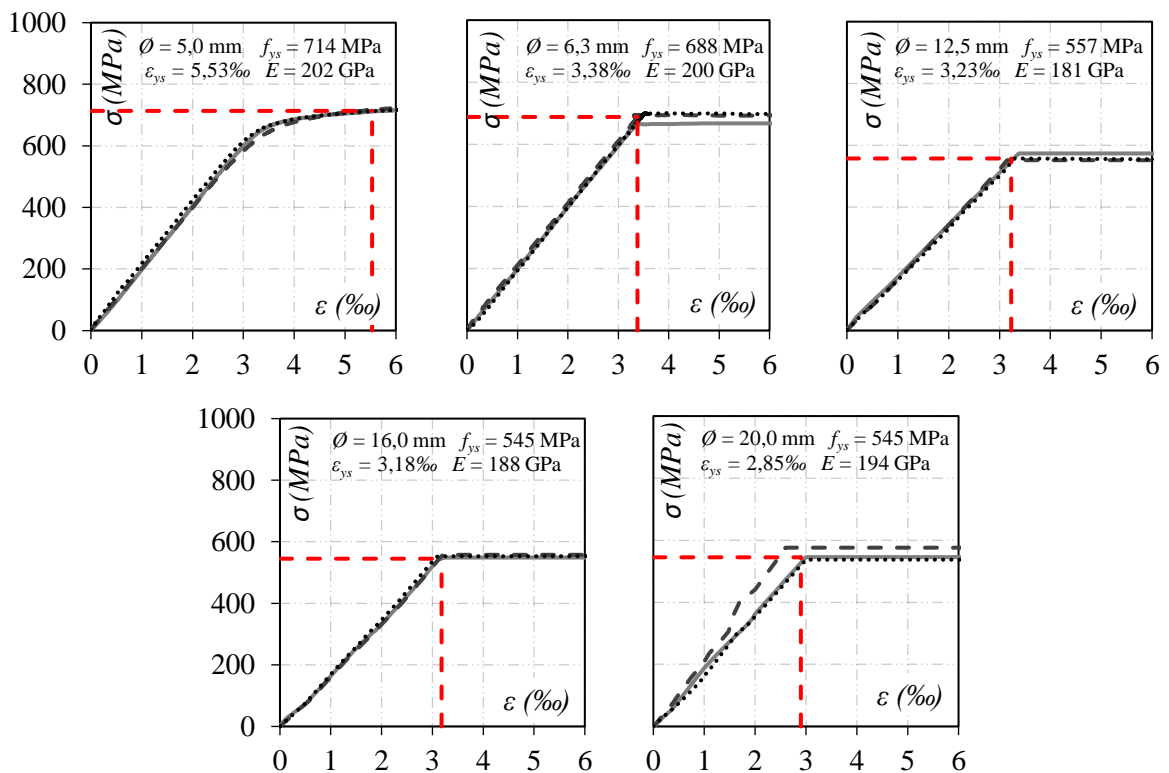 1000
800
600
400
200
0
σ (MPa)
Ø = 5,0 mm f_ys = 714 MPa
ε_ys = 5,53‰ E = 202 GPa
ε (‰)
0 1 2 3 4 5 6
σ (MPa)
Ø = 6,3 mm f_ys = 688 MPa
ε_ys = 3,38‰ E = 200 GPa
ε (‰)
0 1 2 3 4 5 6
σ (MPa)
Ø = 12,5 mm f_ys = 557 MPa
ε_ys = 3,23‰ E = 181 GPa
ε (‰)
0 1 2 3 4 5 6
1000
800
600
400
200
0
σ (MPa)
Ø = 16,0 mm f_ys = 545 MPa
ε_ys = 3,18‰ E = 188 GPa
ε (‰)
0 1 2 3 4 5 6
σ (MPa)
Ø = 20,0 mm f_ys = 545 MPa
ε_ys = 2,85‰ E = 194 GPa
ε (‰)
0 1 2 3 4 5 6